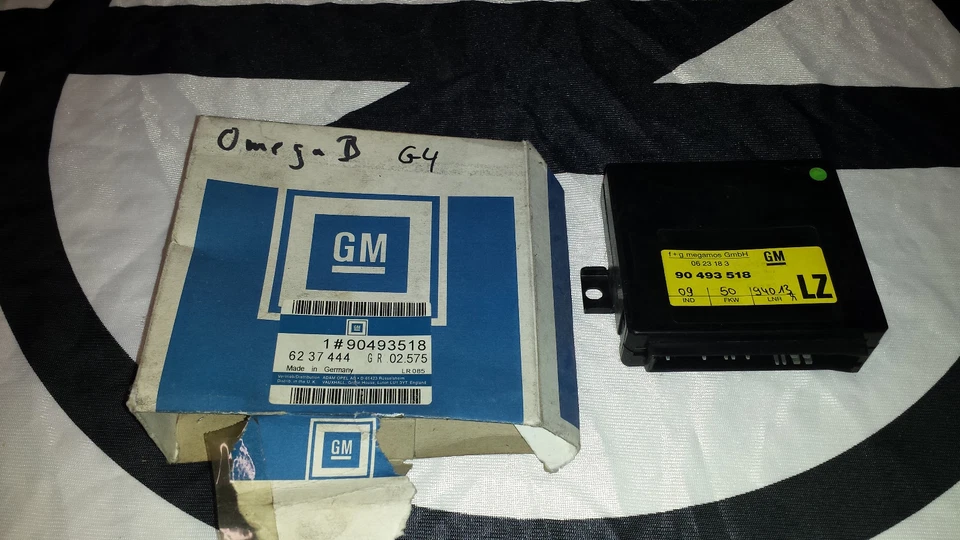 Omega B G4
GM
GM
1#90493518
62 37 444 GR 02.575
Made in Germany LR 085
GM
f+g megamos GmbH
06 23 18 3
GM
90 493 518
09 50 94013
IND FKW LNR
LZ